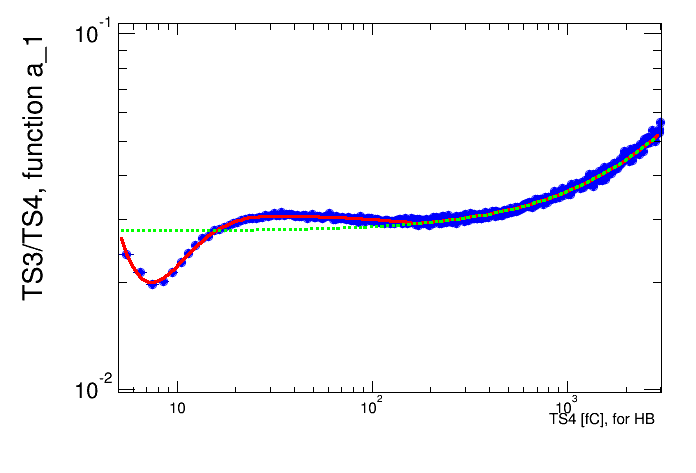 10⁻¹
TS3/TS4, function a_1
10⁻²
10
10²
10³
TS4 [fC], for HB